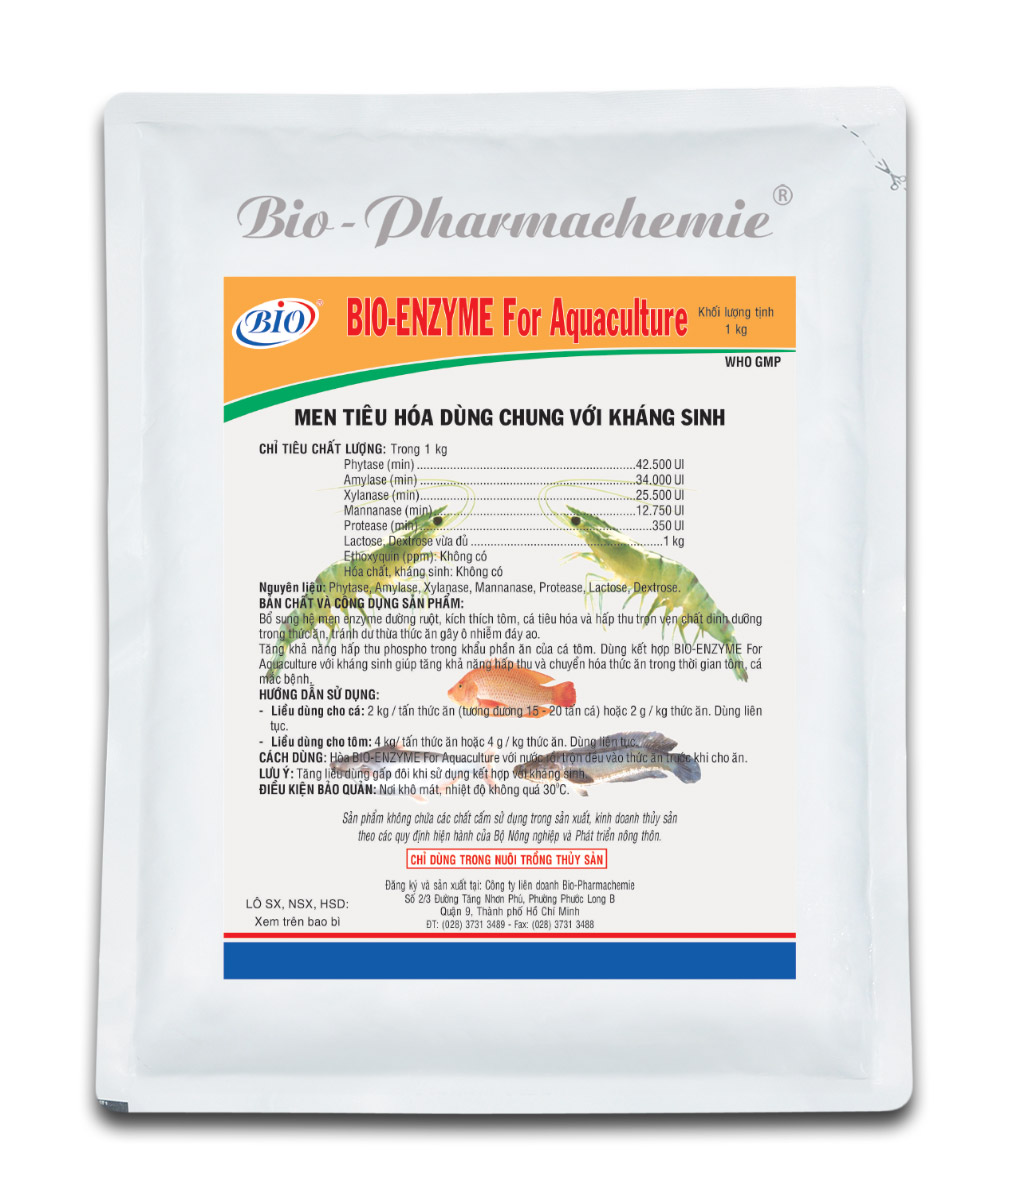 Bio-Pharmachemie®
BIO®
BIO-ENZYME For Aquaculture
Khối lượng tịnh
1 kg
WHO GMP
MEN TIÊU HÓA DÙNG CHUNG VỚI KHÁNG SINH
CHỈ TIÊU CHẤT LƯỢNG: Trong 1 kg
Phytase (min) ........ 42.500 UI
Amylase (min) ........ 34.000 UI
Xylanase (min) ........ 25.500 UI
Mannanase (min) ........ 12.750 UI
Protease (min) ........ 350 UI
Lactose, Dextrose vừa đủ ........ 1 kg
Ethoxyquin (ppm): Không có
Hóa chất, kháng sinh: Không có
Nguyên liệu: Phytase, Amylase, Xylanase, Mannanase, Protease, Lactose, Dextrose.
BẢN CHẤT VÀ CÔNG DỤNG SẢN PHẨM:
Bổ sung hệ men enzyme đường ruột, kích thích tôm, cá tiêu hóa và hấp thu trọn vẹn chất dinh dưỡng
trong thức ăn, tránh dư thừa thức ăn gây ô nhiễm đáy ao.
Tăng khả năng hấp thu phospho trong khẩu phần ăn của cá tôm. Dùng kết hợp BIO-ENZYME For
Aquaculture với kháng sinh giúp tăng khả năng hấp thu và chuyển hóa thức ăn trong thời gian tôm, cá
mắc bệnh.
HƯỚNG DẪN SỬ DỤNG:
- Liều dùng cho cá: 2 kg / tấn thức ăn (tương đương 15 - 20 tấn cá) hoặc 2 g / kg thức ăn. Dùng liên
tục.
- Liều dùng cho tôm: 4 kg/ tấn thức ăn hoặc 4 g / kg thức ăn. Dùng liên tục.
CÁCH DÙNG: Hòa BIO-ENZYME For Aquaculture với nước rồi trộn đều vào thức ăn trước khi cho ăn.
LƯU Ý: Tăng liều dùng gấp đôi khi sử dụng kết hợp với kháng sinh.
ĐIỀU KIỆN BẢO QUẢN: Nơi khô mát, nhiệt độ không quá 30°C.
Sản phẩm không chứa các chất cấm sử dụng trong sản xuất, kinh doanh thủy sản
theo các quy định hiện hành của Bộ Nông nghiệp và Phát triển nông thôn.
CHỈ DÙNG TRONG NUÔI TRỒNG THỦY SẢN
Đăng ký và sản xuất tại: Công ty liên doanh Bio-Pharmachemie
Số 2/3 Đường Tăng Nhơn Phú, Phường Phước Long B
Quận 9, Thành phố Hồ Chí Minh
ĐT: (028) 3731 3489 - Fax: (028) 3731 3488
LÔ SX, NSX, HSD:
Xem trên bao bì